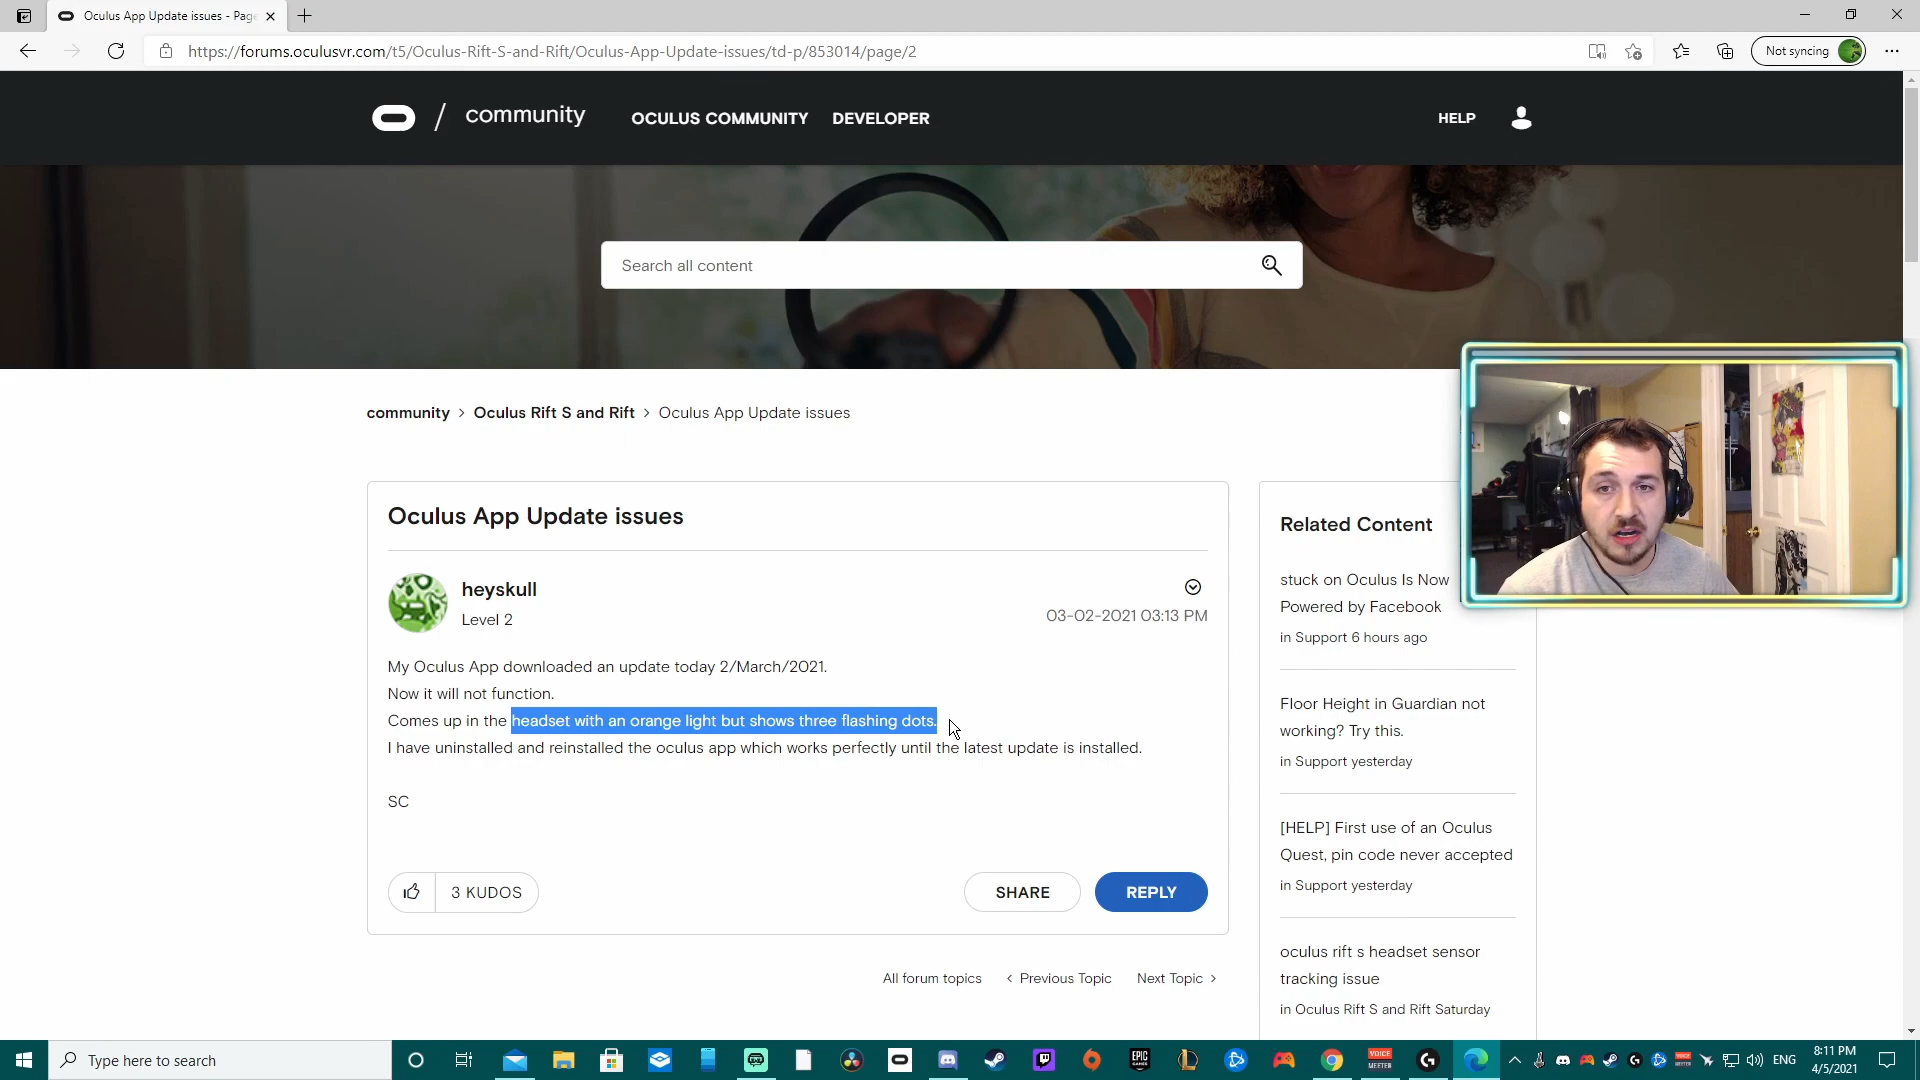 Oculus App Update issues - Page
https://forums.oculusvr.com/t5/Oculus-Rift-S-and-Rift/Oculus-App-Update-issues/td-p/853014/page/2
Not syncing
/ community
OCULUS COMMUNITY
DEVELOPER
HELP
Search all content
community > Oculus Rift S and Rift > Oculus App Update issues
Oculus App Update issues
heyskull
Level 2
03-02-2021 03:13 PM
My Oculus App downloaded an update today 2/March/2021.
Now it will not function.
Comes up in the headset with an orange light but shows three flashing dots.
I have uninstalled and reinstalled the oculus app which works perfectly until the latest update is installed.
SC
3 KUDOS
SHARE
REPLY
All forum topics
< Previous Topic
Next Topic >
Related Content
stuck on Oculus Is Now
Powered by Facebook
in Support 6 hours ago
Floor Height in Guardian not
working? Try this.
in Support yesterday
[HELP] First use of an Oculus
Quest, pin code never accepted
in Support yesterday
oculus rift s headset sensor
tracking issue
in Oculus Rift S and Rift Saturday
Type here to search
EPIC
GAMES
VOICE
MEETER
ENG
8:11 PM
4/5/2021